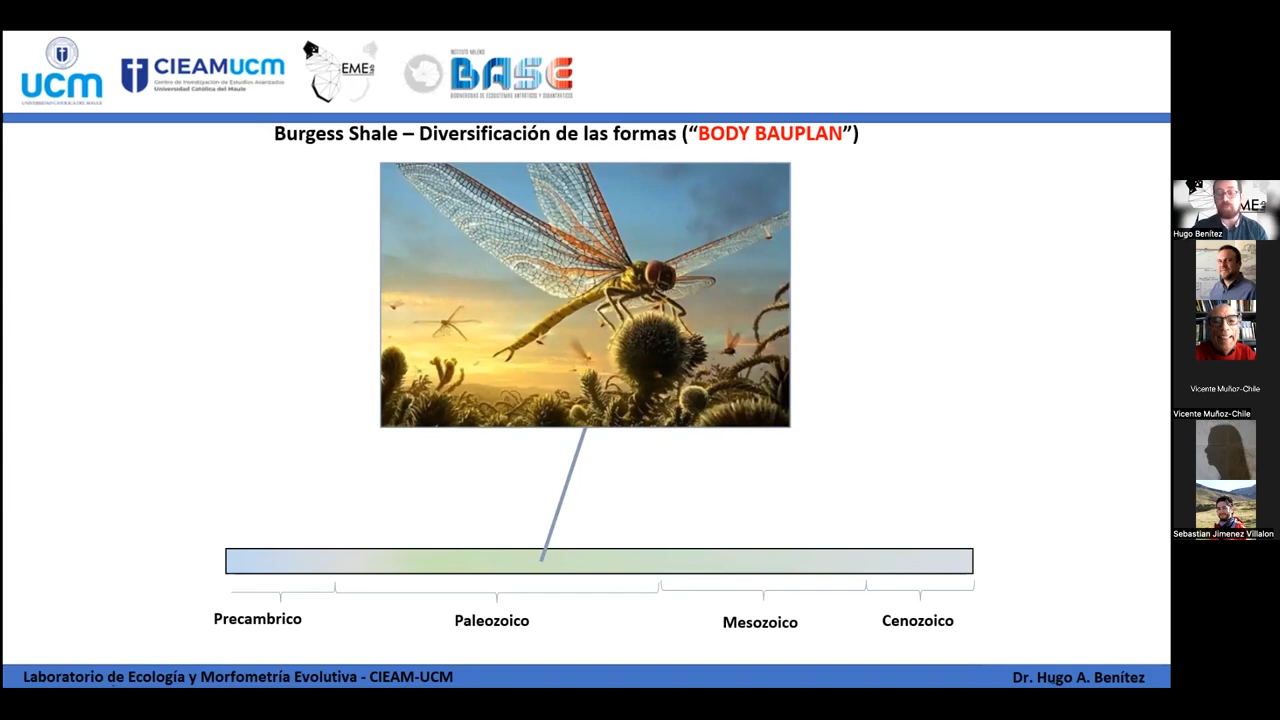 UCM
UNIVERSIDAD CATÓLICA DEL MAULE
CIEAMUCM
Centro de Investigación de Estudios Avanzados
Universidad Católica del Maule
EME
INSTITUTO MILENIO
BASE
BIODIVERSIDAD DE ECOSISTEMAS ANTÁRTICOS Y SUBANTÁRTICOS
Burgess Shale – Diversificación de las formas (“BODY BAUPLAN”)
Precambrico
Paleozoico
Mesozoico
Cenozoico
Laboratorio de Ecología y Morfometría Evolutiva - CIEAM-UCM
Dr. Hugo A. Benítez
ME
Hugo Benítez
Vicente Muñoz-Chile
Vicente Muñoz-Chile
Sebastian Jimenez Villalon